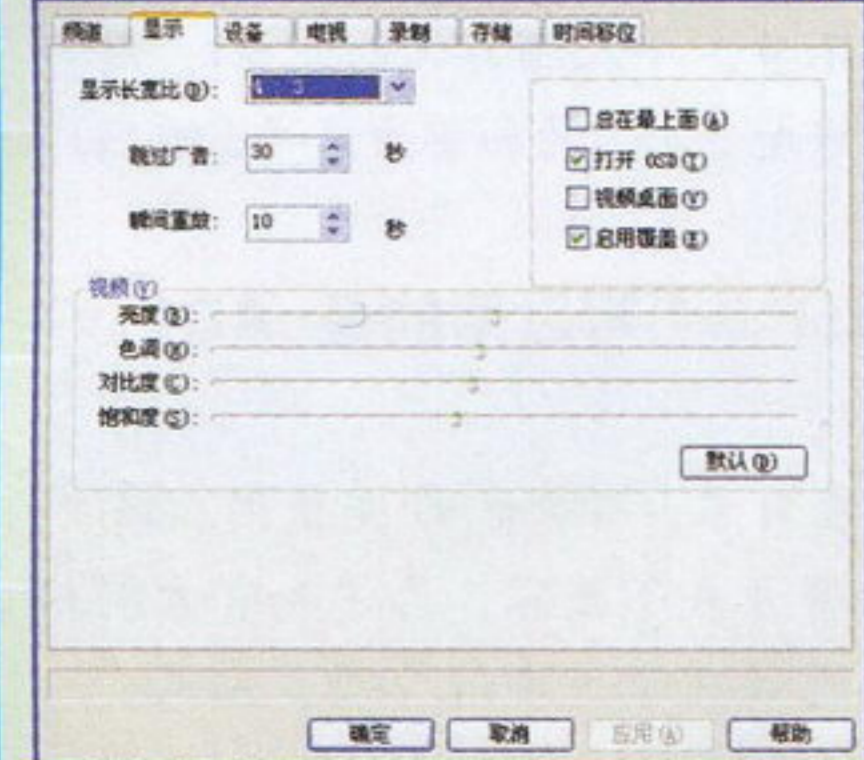 频道 显示 设备 电视 录制 存储 时间移位
显示长宽比(D): 4 : 3
跳过广告: 30 秒
瞬间重放: 10 秒
总在最上面(A)
打开 OSD(T)
视频桌面(V)
启用覆盖(E)
视频(Y)
亮度(B):
色调(H):
对比度(C):
饱和度(S):
默认(D)
确定 取消 应用(A) 帮助